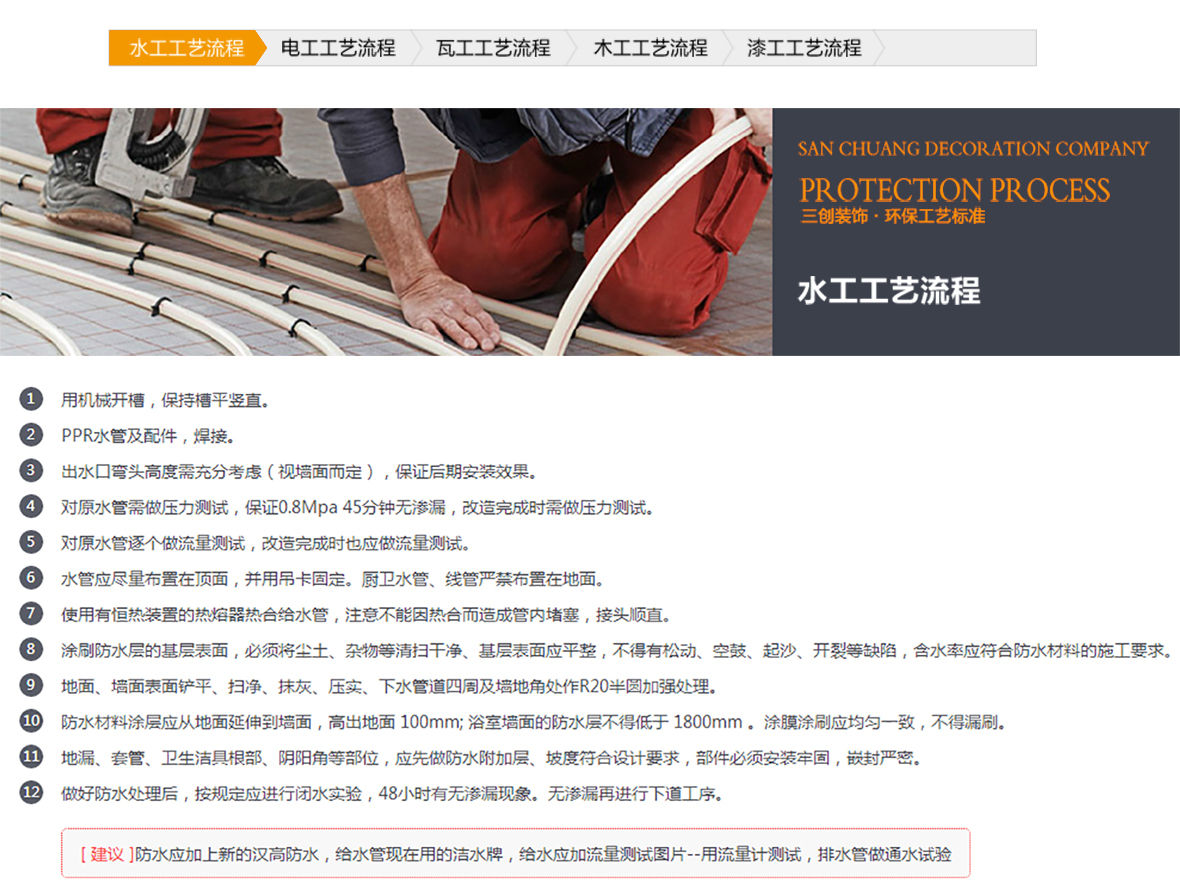 水工工艺流程
电工工艺流程
瓦工工艺流程
木工工艺流程
漆工工艺流程
SAN CHUANG DECORATION COMPANY
PROTECTION PROCESS
三创装饰·环保工艺标准
水工工艺流程
1 用机械开槽，保持槽平竖直。
2 PPR水管及配件，焊接。
3 出水口弯头高度需充分考虑（视墙面而定），保证后期安装效果。
4 对原水管需做压力测试，保证0.8Mpa 45分钟无渗漏，改造完成时需做压力测试。
5 对原水管逐个做流量测试，改造完成时也应做流量测试。
6 水管应尽量布置在顶面，并用吊卡固定。厨卫水管、线管严禁布置在地面。
7 使用有恒热装置的热熔器热合给水管，注意不能因热合而造成管内堵塞，接头顺直。
8 涂刷防水层的基层表面，必须将尘土、杂物等清扫干净、基层表面应平整，不得有松动、空鼓、起沙、开裂等缺陷，含水率应符合防水材料的施工要求。
9 地面、墙面表面铲平、扫净、抹灰、压实、下水管道四周及墙地角处作R20半圆加强处理。
10 防水材料涂层应从地面延伸到墙面，高出地面 100mm; 浴室墙面的防水层不得低于 1800mm 。涂膜涂刷应均匀一致，不得漏刷。
11 地漏、套管、卫生洁具根部、阴阳角等部位，应先做防水附加层、坡度符合设计要求，部件必须安装牢固，嵌封严密。
12 做好防水处理后，按规定应进行闭水实验，48小时有无渗漏现象。无渗漏再进行下道工序。
[ 建议 ]防水应加上新的汉高防水，给水管现在用的洁水牌，给水应加流量测试图片--用流量计测试，排水管做通水试验